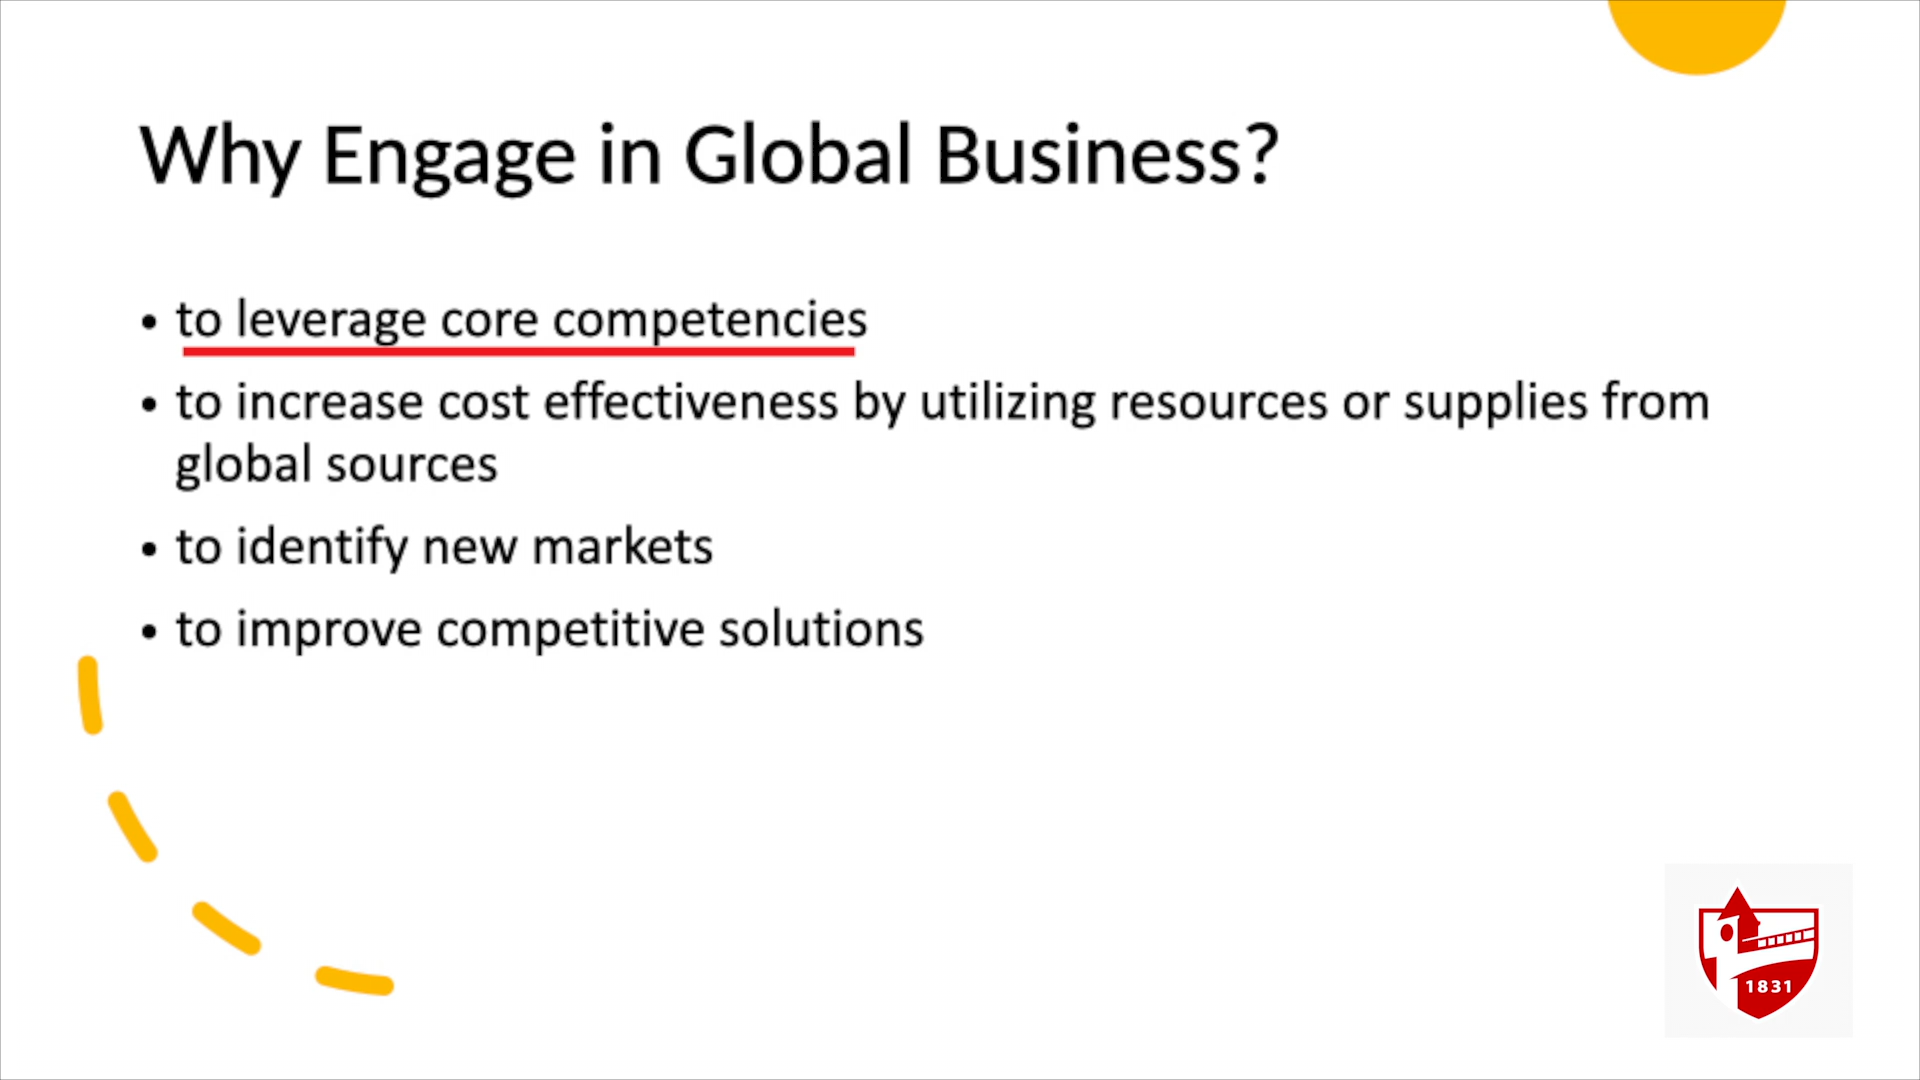 Why Engage in Global Business?
• to leverage core competencies
• to increase cost effectiveness by utilizing resources or supplies from
global sources
• to identify new markets
• to improve competitive solutions
1831